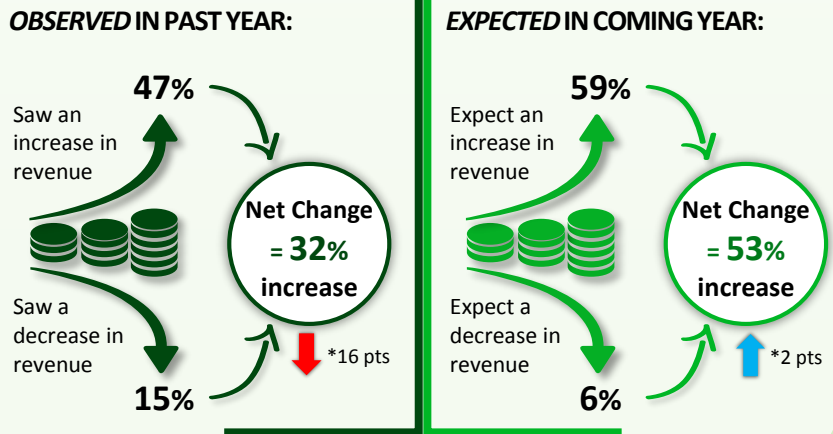 OBSERVED IN PAST YEAR:
47%
Saw an
increase in
revenue
Net Change
= 32%
increase
*16 pts
Saw a
decrease in
revenue
15%
EXPECTED IN COMING YEAR:
59%
Expect an
increase in
revenue
Net Change
= 53%
increase
*2 pts
Expect a
decrease in
revenue
6%